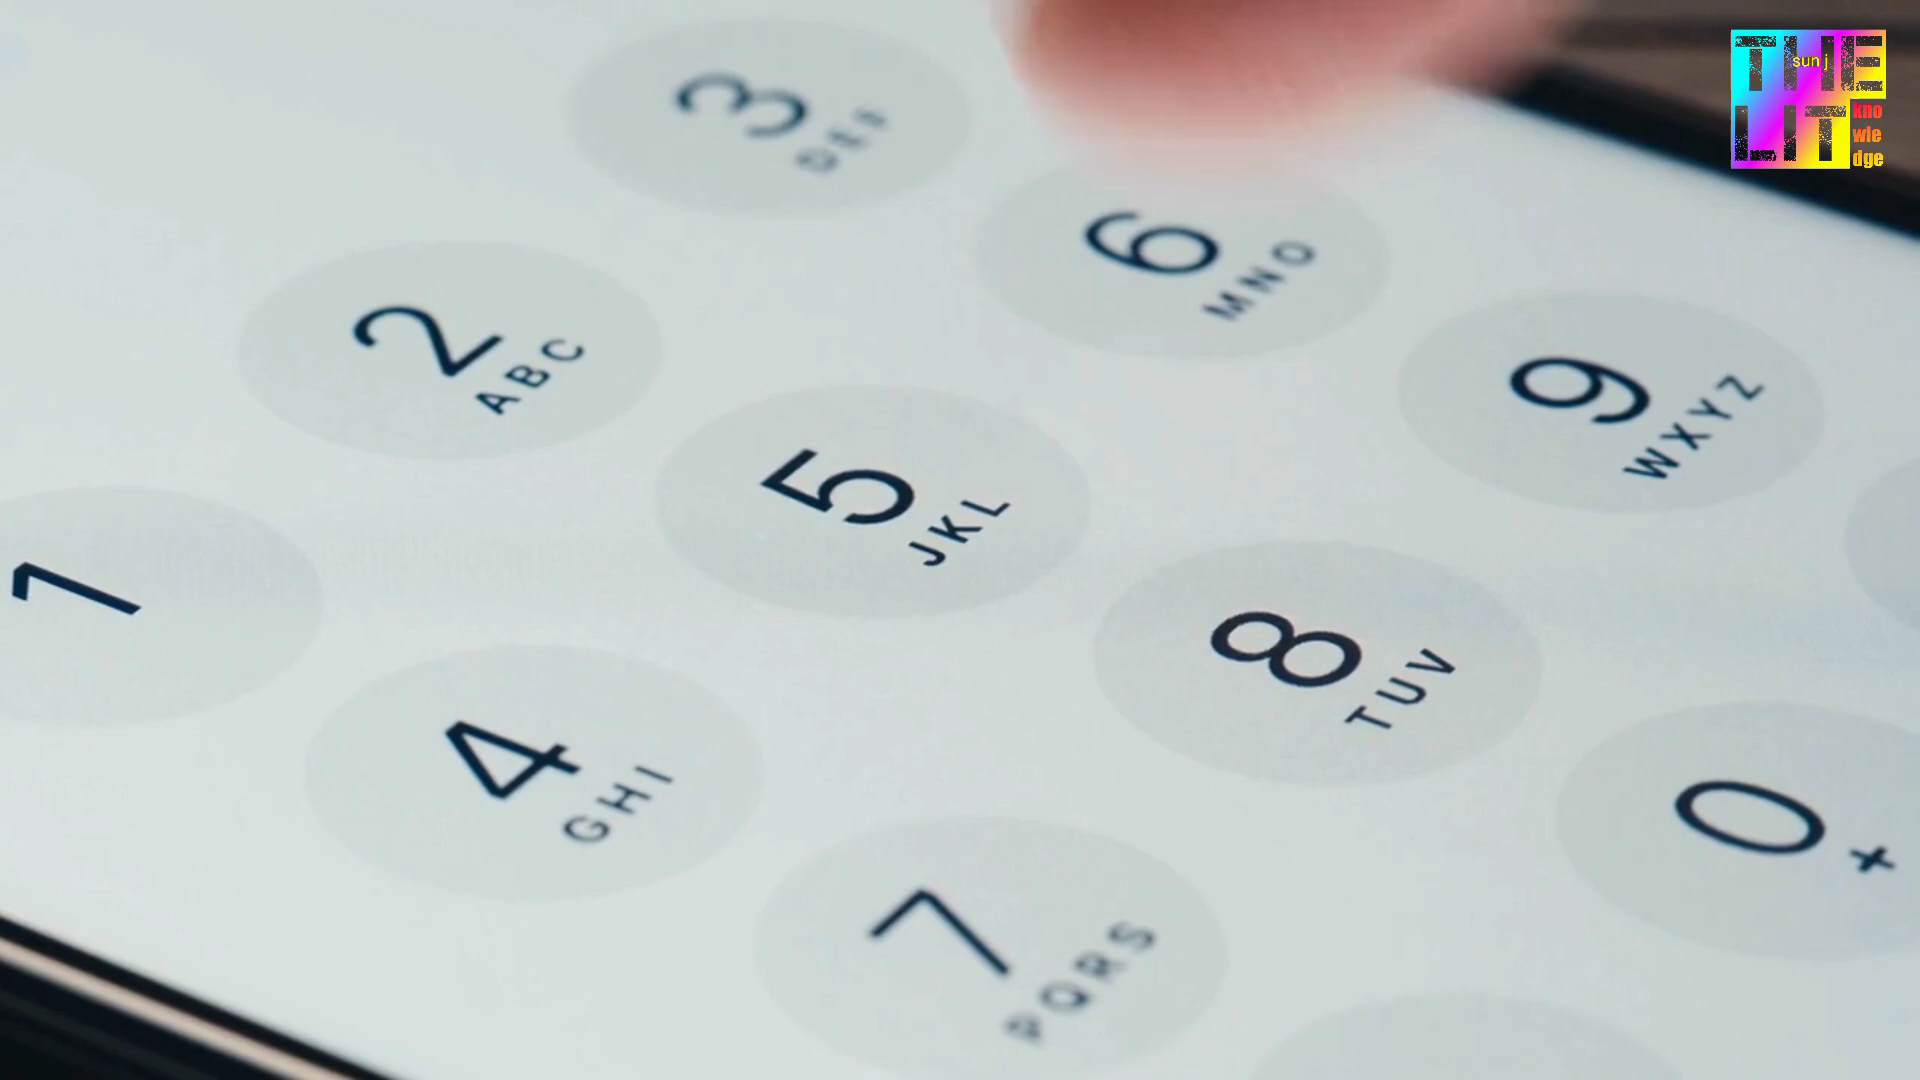 1
2
ABC
3
DEF
4
GHI
5
JKL
6
MNO
7
PQRS
8
TUV
9
WXYZ
0
+
THE
sun j
LIT
kno
wle
dge